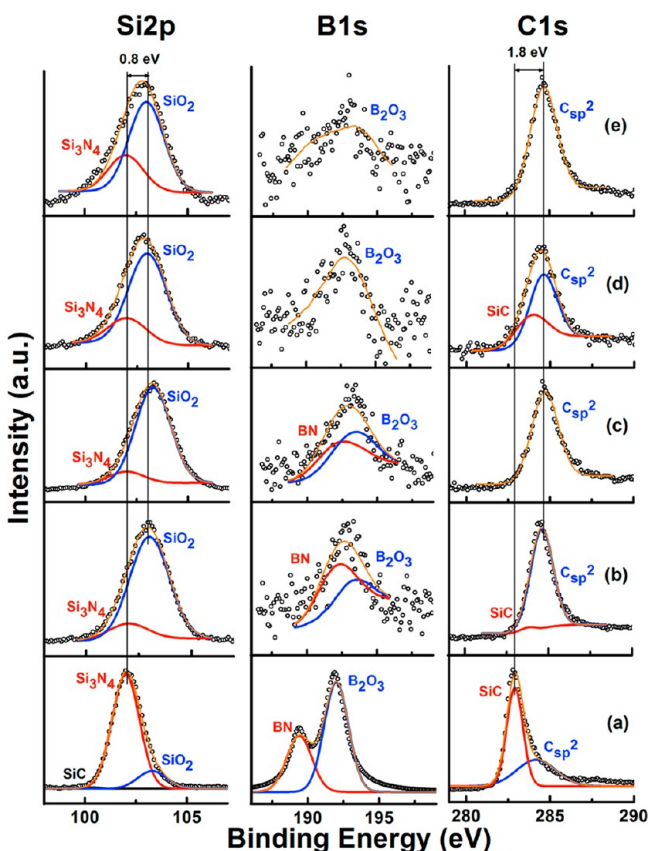 Si2p B1s C1s
0.8 eV 1.8 eV
Si3N4 SiO2 B2O3 Csp2 (e)
Si3N4 SiO2 B2O3 SiC Csp2 (d)
Si3N4 SiO2 BN B2O3 (c)
Si3N4 SiO2 BN B2O3 SiC Csp2 (b)
SiC Si3N4 SiO2 BN B2O3 SiC Csp2 (a)
100 105 190 195 280 285 290
Intensity (a.u.)
Binding Energy (eV)